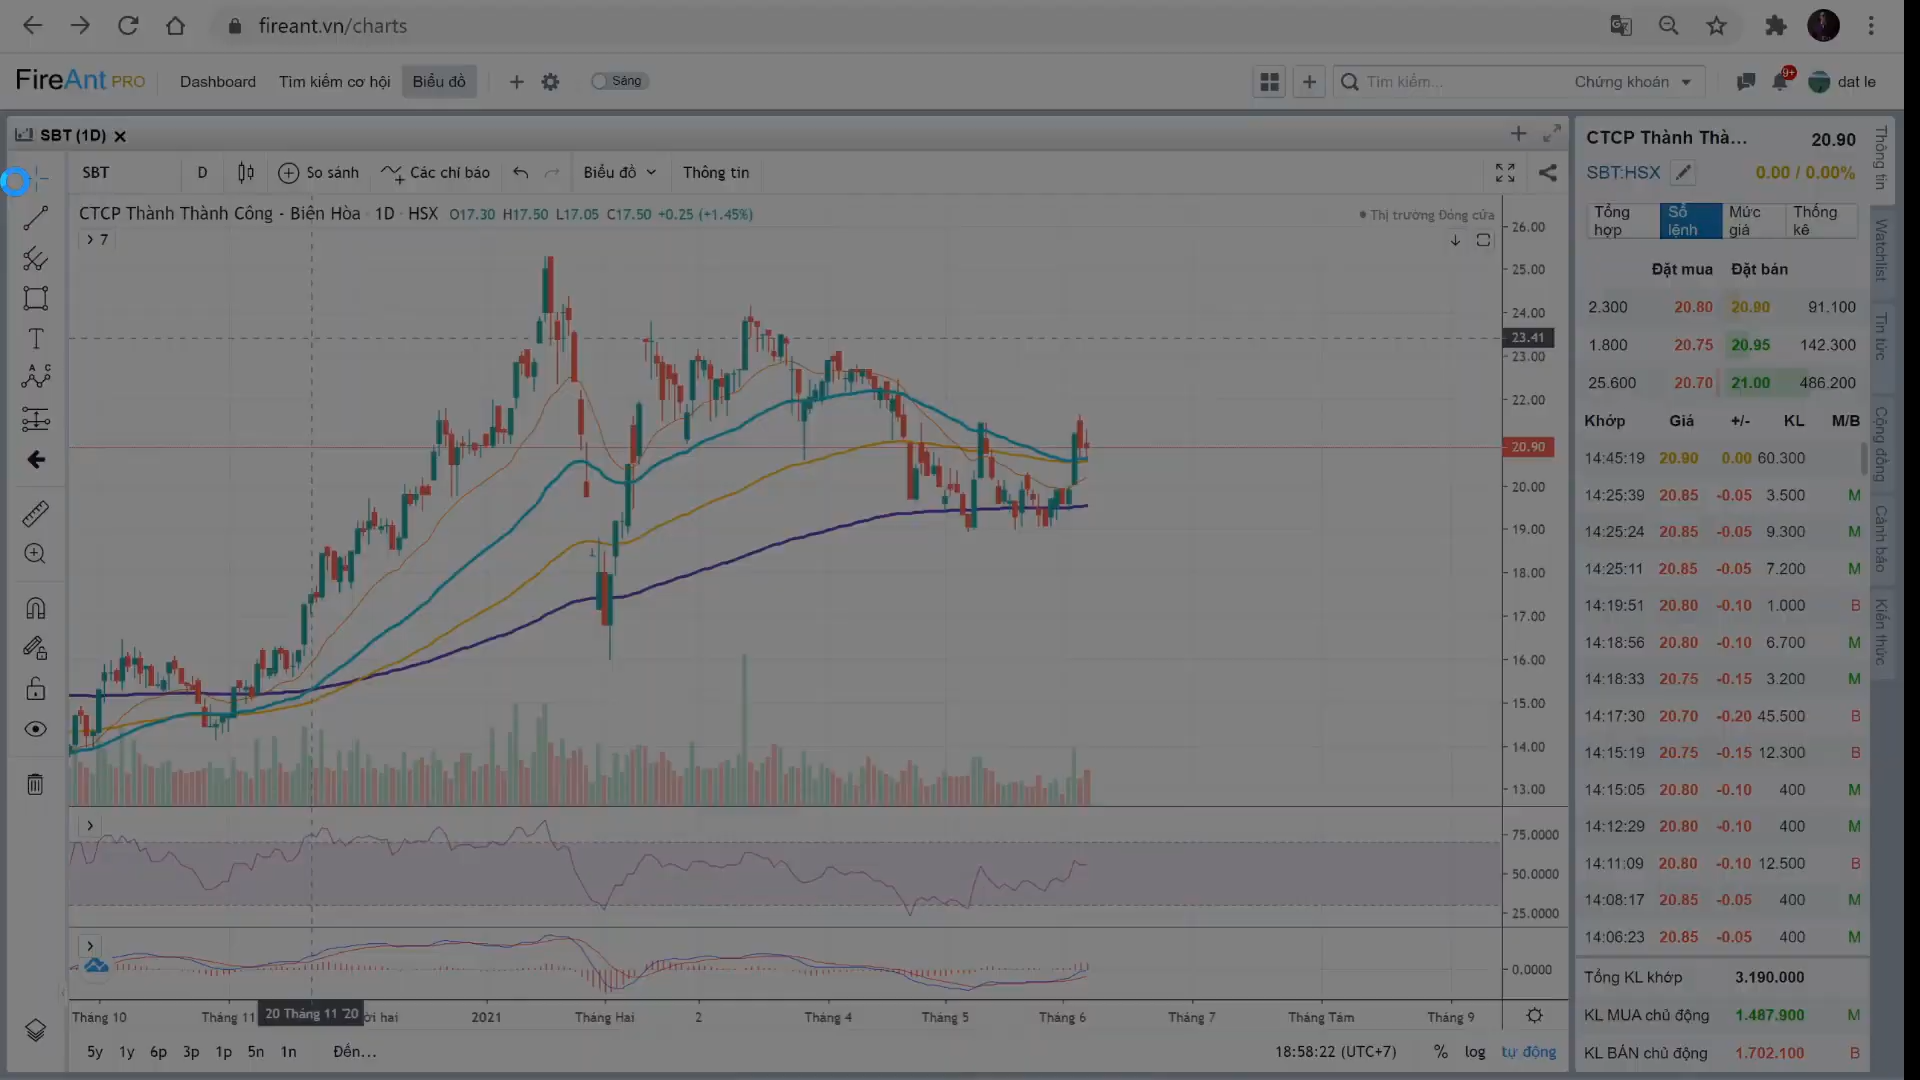 fireant.vn/charts
FireAnt PRO
Dashboard
Tìm kiếm cơ hội
Biểu đồ
Sáng
Tìm kiếm...
Chứng khoán
9+
dat le
SBT (1D)
SBT
D
So sánh
Các chỉ báo
Biểu đồ
Thông tin
CTCP Thành Thành Công - Biên Hòa · 1D · HSX O17.30 H17.50 L17.05 C17.50 +0.25 (+1.45%)
Thị trường Đóng cửa
7
26.00
25.00
24.00
23.41
23.00
22.00
20.90
20.00
19.00
18.00
17.00
16.00
15.00
14.00
13.00
75.0000
50.0000
25.0000
0.0000
Tháng 10
Tháng 11
20 Tháng 11 '20
ời hai
2021
Tháng Hai
2
Tháng 4
Tháng 5
Tháng 6
Tháng 7
Tháng Tám
Tháng 9
5y 1y 6p 3p 1p 5n 1n Đến...
18:58:22 (UTC+7)
% log tự động
CTCP Thành Thà... 20.90
SBT:HSX 0.00 / 0.00%
Tổng hợp
Sổ lệnh
Mức giá
Thống kê
Đặt mua Đặt bán
2.300 20.80 20.90 91.100
1.800 20.75 20.95 142.300
25.600 20.70 21.00 486.200
Khớp Giá +/- KL M/B
14:45:19 20.90 0.00 60.300
14:25:39 20.85 -0.05 3.500 M
14:25:24 20.85 -0.05 9.300 M
14:25:11 20.85 -0.05 7.200 M
14:19:51 20.80 -0.10 1.000 B
14:18:56 20.80 -0.10 6.700 M
14:18:33 20.75 -0.15 3.200 M
14:17:30 20.70 -0.20 45.500 B
14:15:19 20.75 -0.15 12.300 B
14:15:05 20.80 -0.10 400 M
14:12:29 20.80 -0.10 400 M
14:11:09 20.80 -0.10 12.500 B
14:08:17 20.85 -0.05 400 M
14:06:23 20.85 -0.05 400 M
Tổng KL khớp 3.190.000
KL MUA chủ động 1.487.900 M
KL BÁN chủ động 1.702.100 B
Thông tin
Watchlist
Tin tức
Cộng đồng
Cảnh báo
Kiến thức